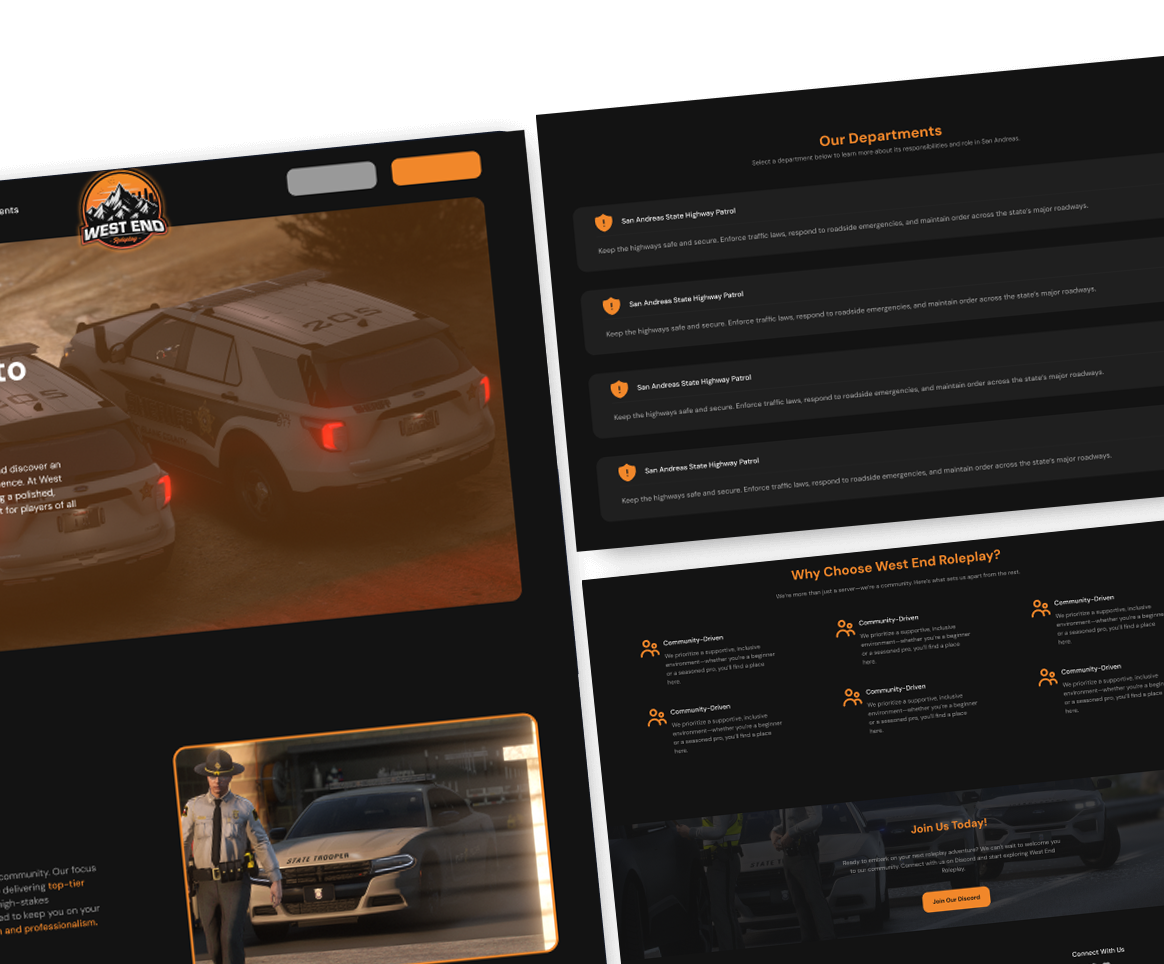 ents
WEST END
Roleplay
to
205
205
nd discover an
ence. At West
g a polished,
t for players of all
STATE TROOPER
community. Our focus
delivering top-tier
high-stakes
ed to keep you on your
and professionalism.
Our Departments
Select a department below to learn more about its responsibilities and role in San Andreas.
San Andreas State Highway Patrol
Keep the highways safe and secure. Enforce traffic laws, respond to roadside emergencies, and maintain order across the state's major roadways.
San Andreas State Highway Patrol
Keep the highways safe and secure. Enforce traffic laws, respond to roadside emergencies, and maintain order across the state's major roadways.
San Andreas State Highway Patrol
Keep the highways safe and secure. Enforce traffic laws, respond to roadside emergencies, and maintain order across the state's major roadways.
San Andreas State Highway Patrol
Keep the highways safe and secure. Enforce traffic laws, respond to roadside emergencies, and maintain order across the state's major roadways.
Why Choose West End Roleplay?
We're more than just a server—we're a community. Here's what sets us apart from the rest.
Community-Driven
We prioritize a supportive, inclusive
environment—whether you're a beginner
or a seasoned pro, you'll find a place
here.
Community-Driven
We prioritize a supportive, inclusive
environment—whether you're a beginner
or a seasoned pro, you'll find a place
here.
Community-Driven
We prioritize a supportive, inclusive
environment—whether you're a
or a seasoned pro, you'll find a place
here.
Community-Driven
We prioritize a supportive, inclusive
environment—whether you're a beginner
or a seasoned pro, you'll find a place
here.
Community-Driven
We prioritize a supportive, inclusive
environment—whether you're a beginner
or a seasoned pro, you'll find a place
here.
Community-Driven
We prioritize a supportive, inclusive
environment—whether you're a
or a seasoned pro, you'll find a place
here.
Join Us Today!
Ready to embark on your next roleplay adventure? We can't wait to welcome you
to our community. Connect with us on Discord and start exploring West End
Roleplay.
Join Our Discord
Connect With Us